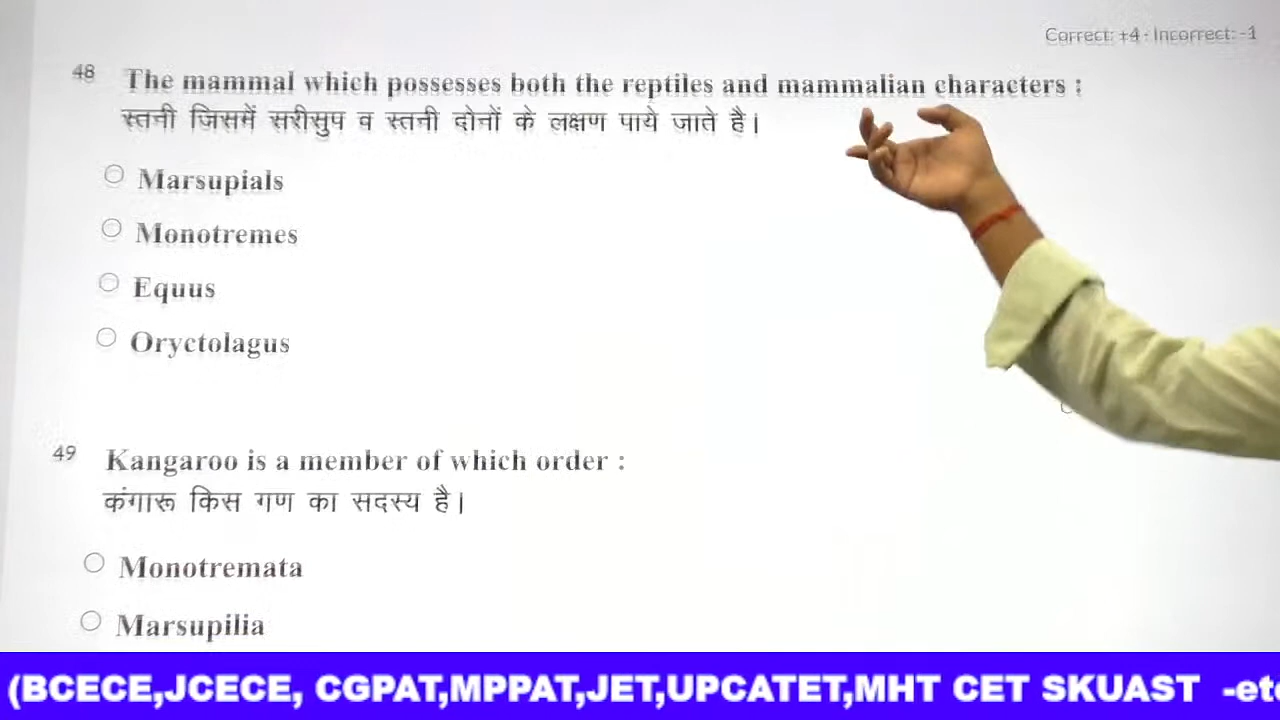 Correct: +4 · Incorrect: -1
48 The mammal which possesses both the reptiles and mammalian characters :
स्तनी जिसमें सरीसुप व स्तनी दोनों के लक्षण पाये जाते है।
Marsupials
Monotremes
Equus
Oryctolagus
49 Kangaroo is a member of which order :
कंगारू किस गण का सदस्य है।
Monotremata
Marsupilia
(BCECE,JCECE, CGPAT,MPPAT,JET,UPCATET,MHT CET SKUAST -etc